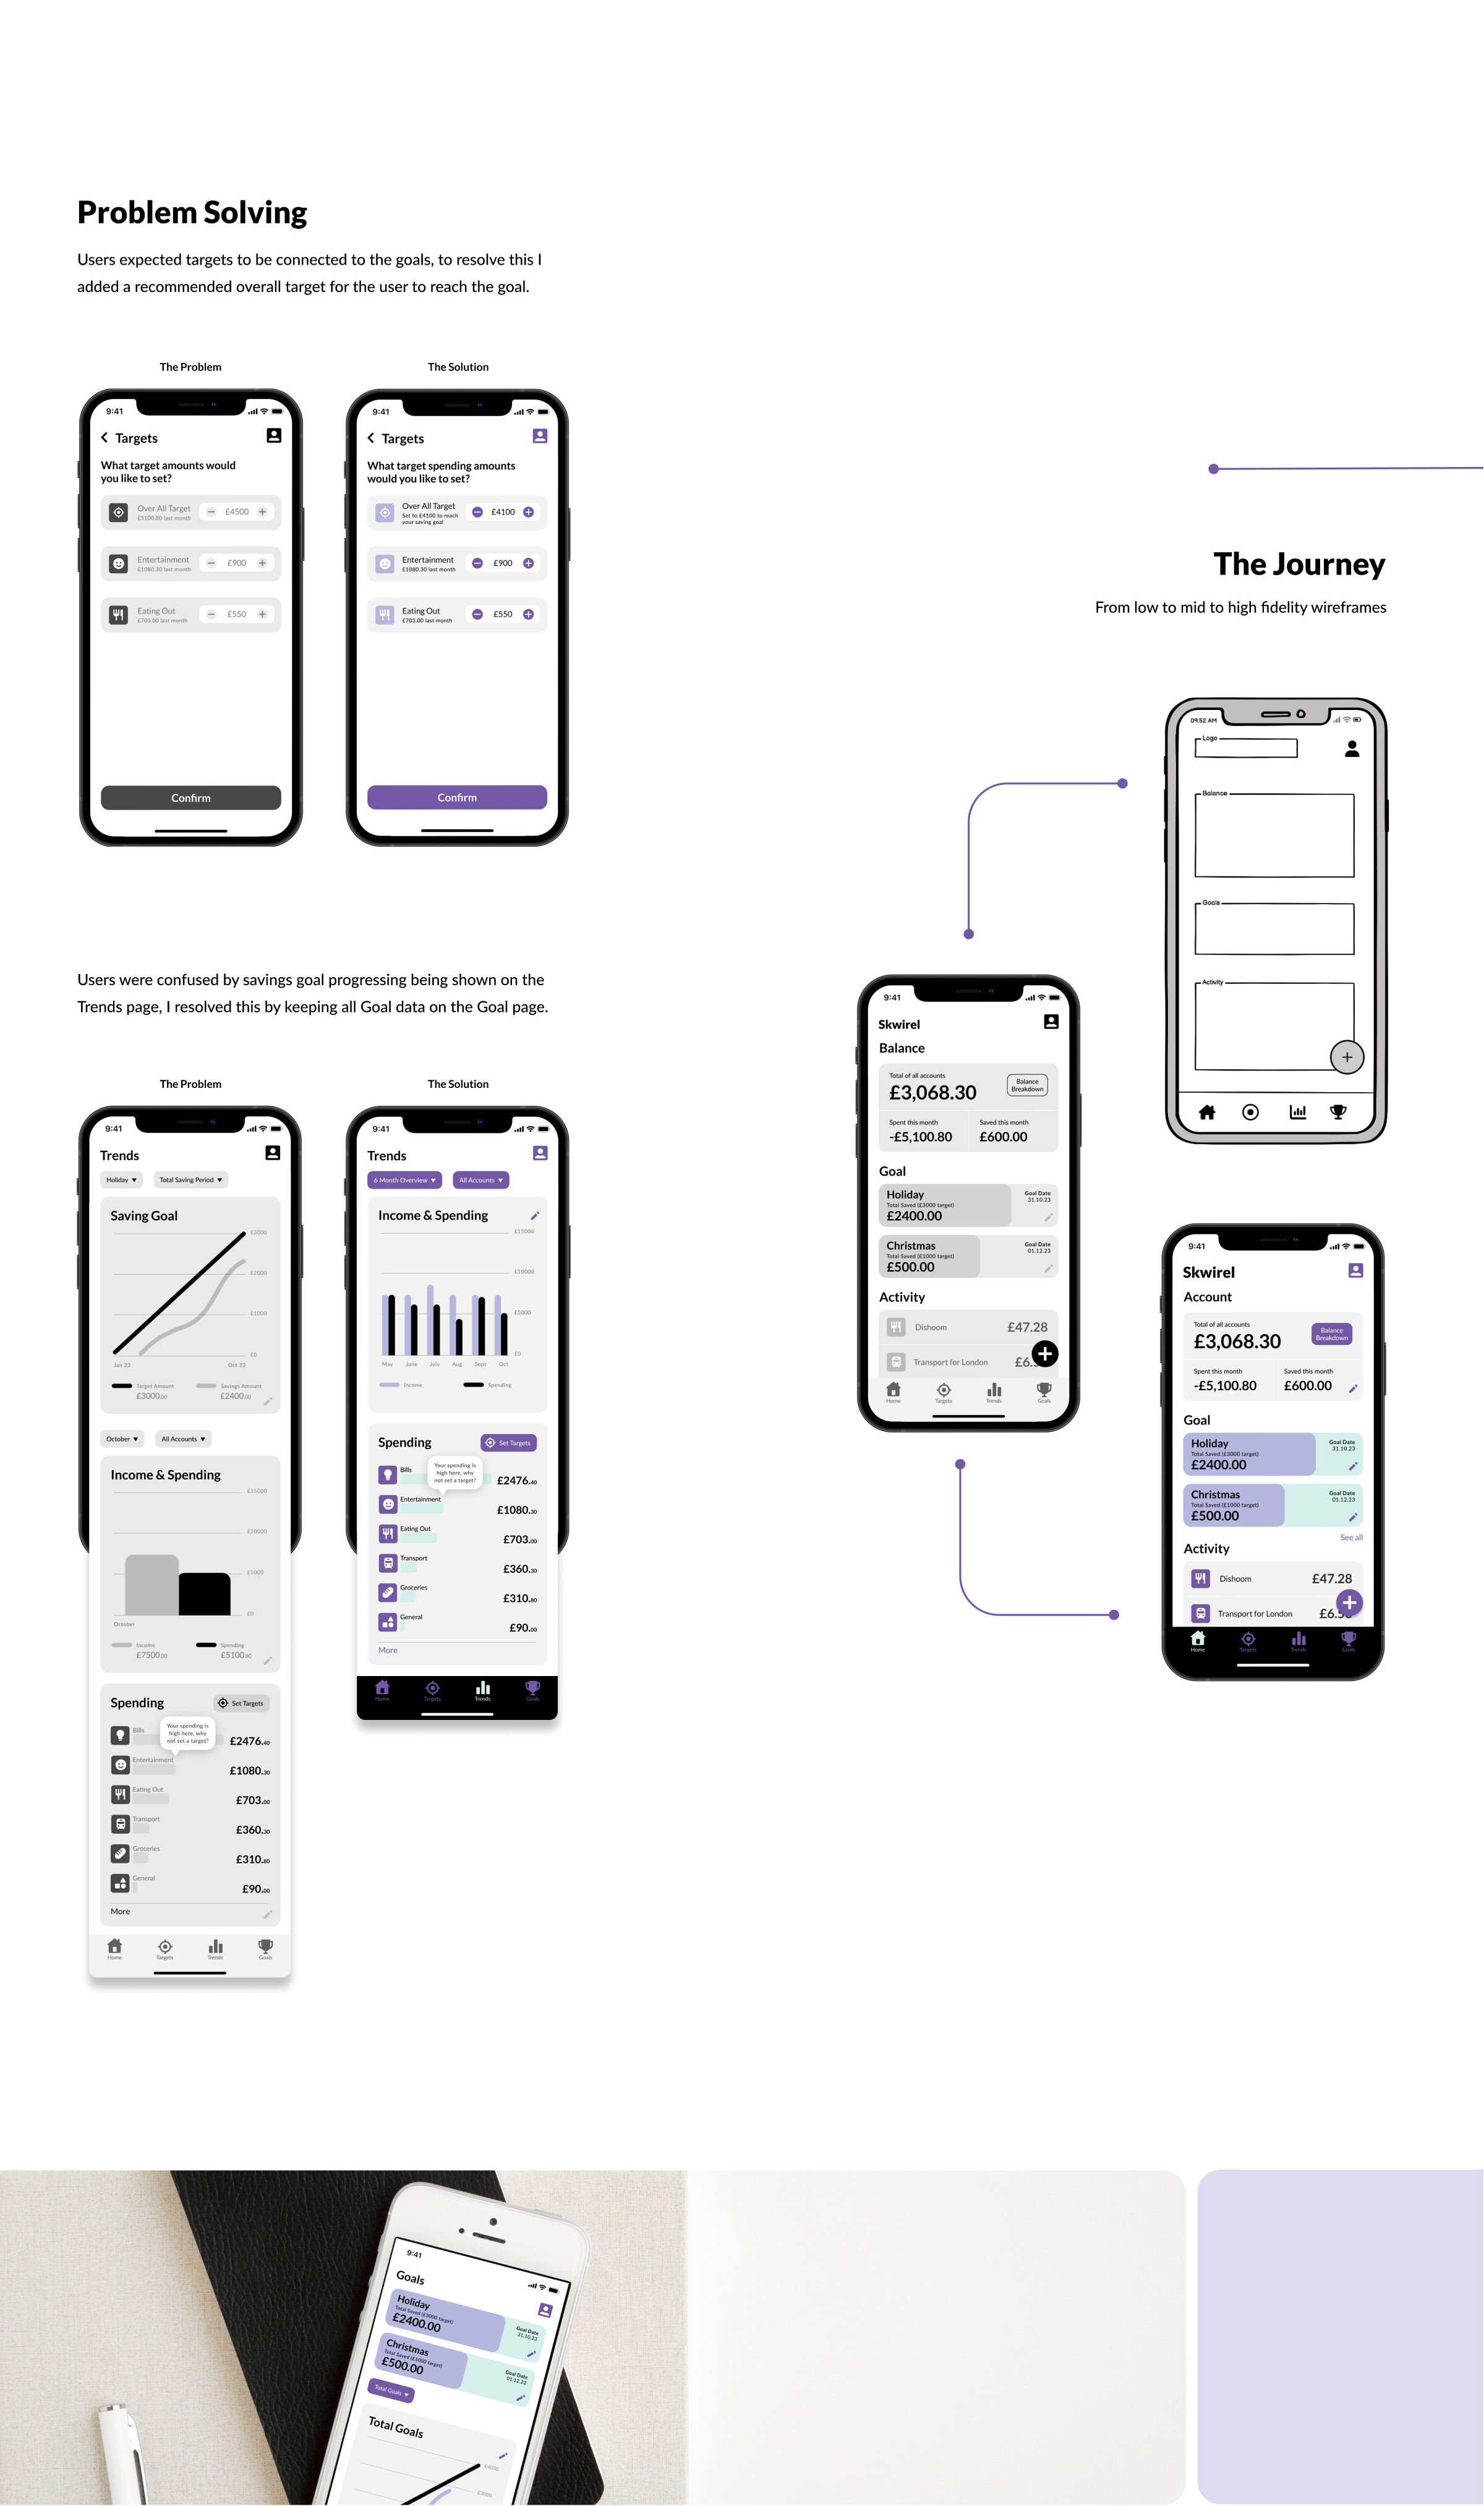 Problem Solving
Users expected targets to be connected to the goals, to resolve this I
added a recommended overall target for the user to reach the goal.
The Problem
The Solution
9:41
Targets
What target amounts would
you like to set?
Over All Target
£5100.80 last month
£4500
Entertainment
£1080.30 last month
£900
Eating Out
£703.00 last month
£550
Confirm
9:41
Targets
What target spending amounts
would you like to set?
Over All Target
Set to £4100 to reach
your saving goal
£4100
Entertainment
£1080.30 last month
£900
Eating Out
£703.00 last month
£550
Confirm
The Journey
From low to mid to high fidelity wireframes
09:52 AM
Logo
Balance
Goals
Activity
+
Users were confused by savings goal progressing being shown on the
Trends page, I resolved this by keeping all Goal data on the Goal page.
The Problem
The Solution
9:41
Trends
Holiday
Total Saving Period
Saving Goal
£3000
£2000
£1000
£0
Jan 23
Oct 23
Target Amount
£3000.00
Savings Amount
£2400.00
October
All Accounts
Income & Spending
£15000
£10000
£5000
£0
October
Income
£7500.00
Spending
£5100.80
Spending
Set Targets
Your spending is
high here, why
not set a target?
Bills
£2476.40
Entertainment
£1080.30
Eating Out
£703.00
Transport
£360.30
Groceries
£310.80
General
£90.00
More
Home
Targets
Trends
Goals
9:41
Trends
6 Month Overview
All Accounts
Income & Spending
£15000
£10000
£5000
£0
May
June
July
Aug
Sept
Oct
Income
Spending
Spending
Set Targets
Your spending is
high here, why
not set a target?
Bills
£2476.40
Entertainment
£1080.30
Eating Out
£703.00
Transport
£360.30
Groceries
£310.80
General
£90.00
More
Home
Targets
Trends
Goals
9:41
Skwirel
Balance
Total of all accounts
£3,068.30
Balance
Breakdown
Spent this month
-£5,100.80
Saved this month
£600.00
Goal
Holiday
Total Saved (£3000 target)
£2400.00
Goal Date
31.10.23
Christmas
Total Saved (£1000 target)
£500.00
Goal Date
01.12.23
Activity
Dishoom
£47.28
Transport for London
Home
Targets
Trends
Goals
9:41
Skwirel
Account
Total of all accounts
£3,068.30
Balance
Breakdown
Spent this month
-£5,100.80
Saved this month
£600.00
Goal
Holiday
Total Saved (£3000 target)
£2400.00
Goal Date
31.10.23
Christmas
Total Saved (£1000 target)
£500.00
Goal Date
01.12.23
See all
Activity
Dishoom
£47.28
Transport for London
Home
Targets
Trends
Goals
9:41
Goals
Holiday
Total Saved (£3000 target)
£2400.00
Goal Date
31.10.23
Christmas
Total Saved (£1000 target)
£500.00
Goal Date
01.12.23
Total Goals
Total Goals
£4000
£3000